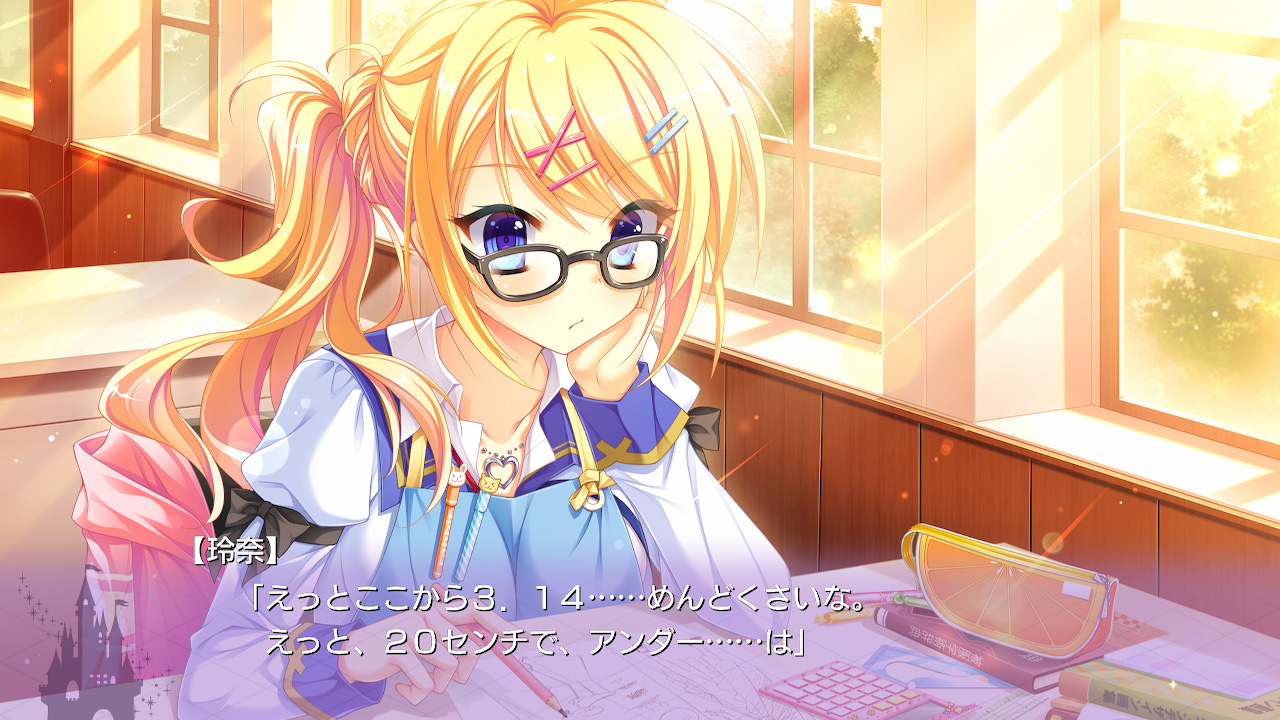 【玲奈】
「えっとここから３．１４……めんどくさいな。
えっと、２０センチで、アンダー……は」